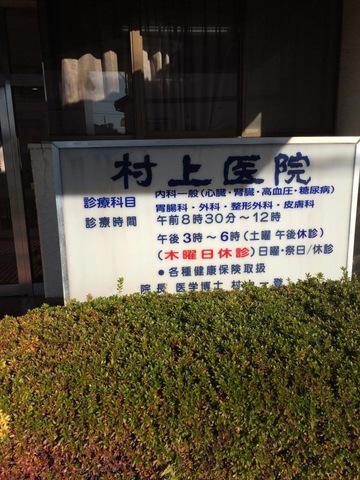 村上医院
診療科目 内科一般(心臓・腎臓・高血圧・糖尿病)
胃腸科・外科・整形外科・皮膚科
診療時間 午前8時30分〜12時
午後3時〜6時(土曜 午後休診)
(木曜日休診)日曜・祭日/休診
●各種健康保険取扱
院長 医学博士 村上